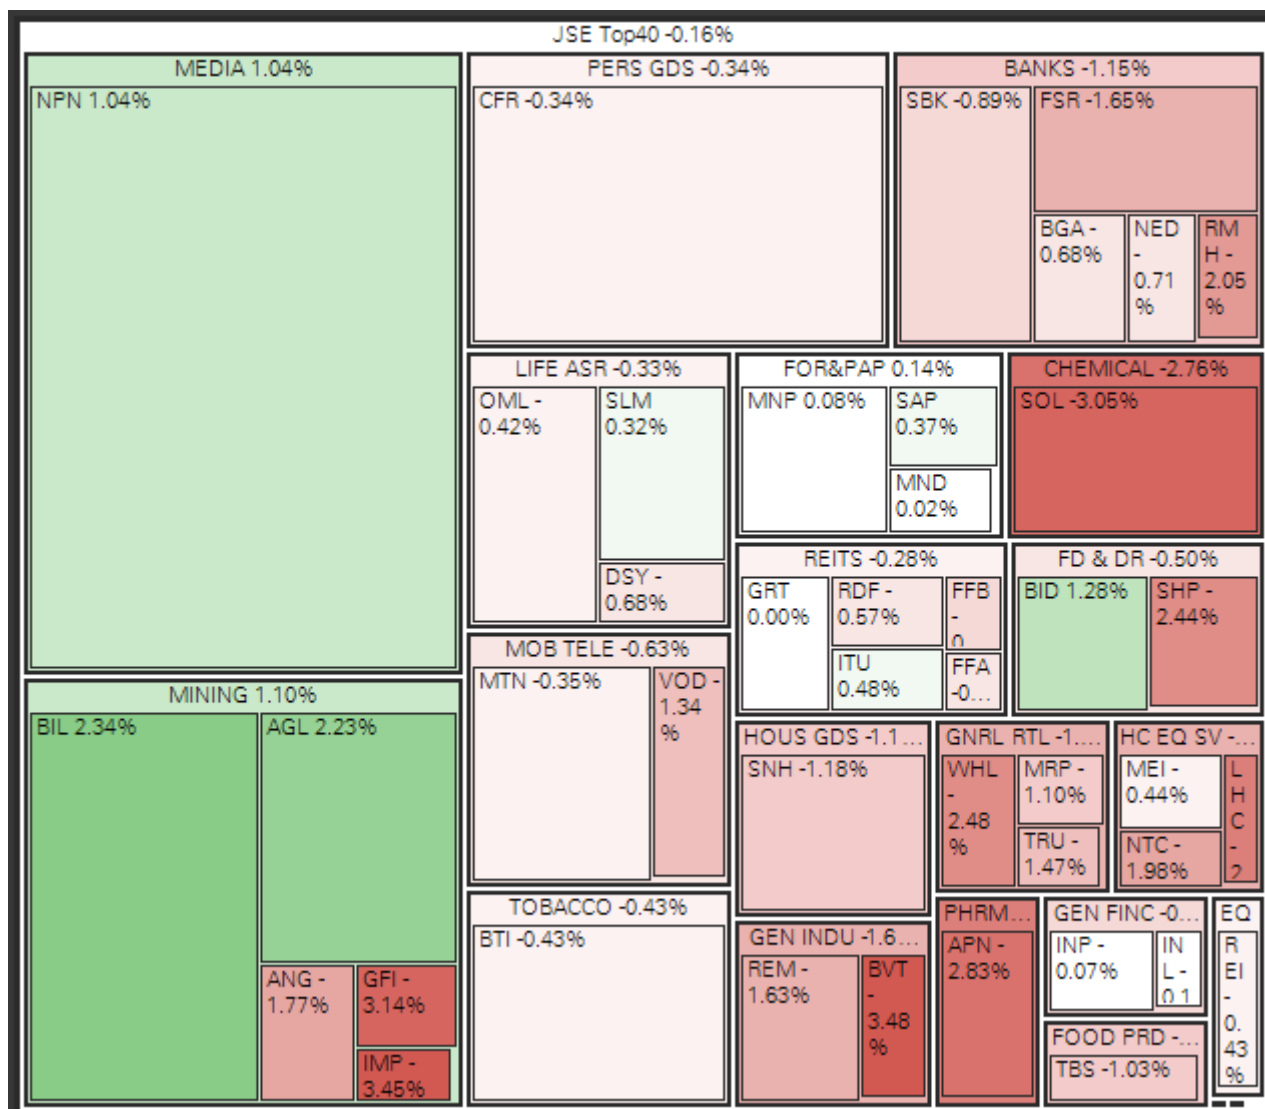 JSE Top40 -0.16%
MEDIA 1.04%
NPN 1.04%
MINING 1.10%
BIL 2.34%
AGL 2.23%
ANG -
1.77%
GFI -
3.14%
IMP -
3.45%
PERS GDS -0.34%
CFR -0.34%
BANKS -1.15%
SBK -0.89%
FSR -1.65%
BGA -
0.68%
NED
-
0.71
%
RM
H -
2.05
%
LIFE ASR -0.33%
OML -
0.42%
SLM
0.32%
DSY -
0.68%
FOR&PAP 0.14%
MNP 0.08%
SAP
0.37%
MND
0.02%
CHEMICAL -2.76%
SOL -3.05%
MOB TELE -0.63%
MTN -0.35%
VOD -
1.34
%
REITS -0.28%
GRT
0.00%
RDF -
0.57%
ITU
0.48%
FFB
-
0
FFA
-0...
FD & DR -0.50%
BID 1.28%
SHP -
2.44%
TOBACCO -0.43%
BTI -0.43%
HOUS GDS -1.1...
SNH -1.18%
GNRL RTL -1....
WHL
-
2.48
%
MRP -
1.10%
TRU -
1.47%
HC EQ SV -...
MEI -
0.44%
NTC -
1.98%
L
H
C
-
2
GEN INDU -1.6...
REM -
1.63%
BVT
-
3.48
%
PHRM...
APN -
2.83%
GEN FINC -0...
INP -
0.07%
IN
L -
0.1
FOOD PRD -...
TBS -1.03%
EQ
R
EI
-
0.
43
%